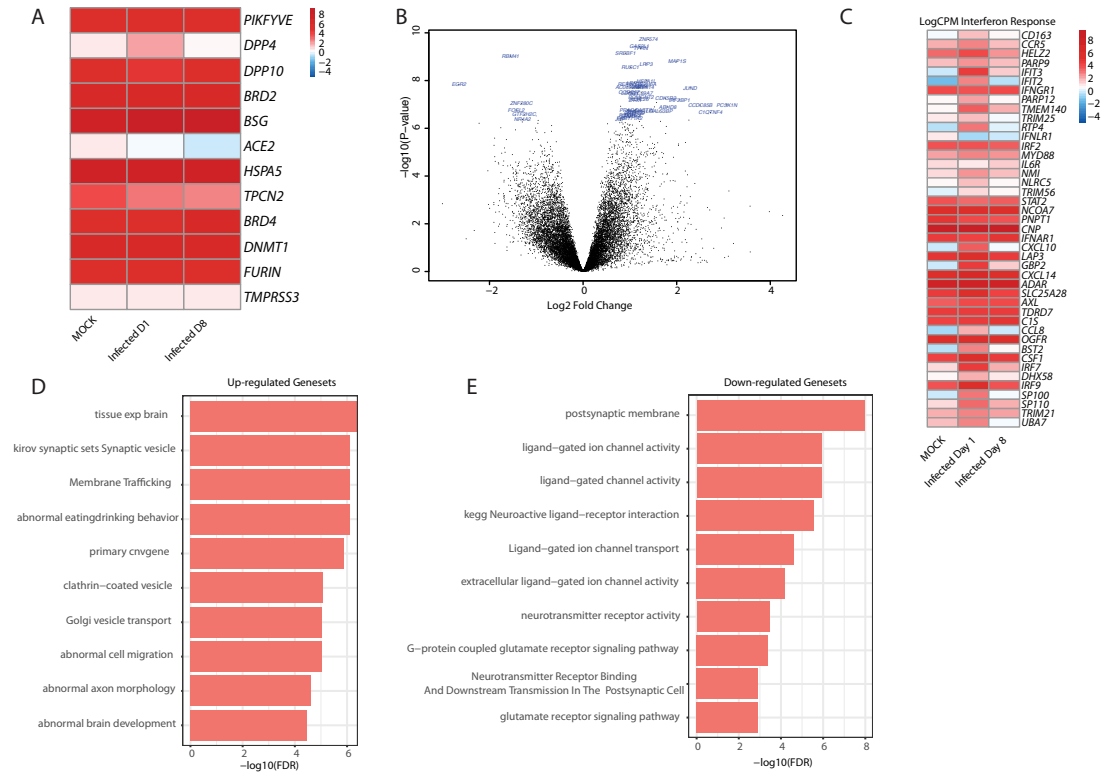 A
8
6
4
2
0
−2
−4
PIKFYVE
DPP4
DPP10
BRD2
BSG
ACE2
HSPA5
TPCN2
BRD4
DNMT1
FURIN
TMPRSS3
MOCK
Infected D1
Infected D8
B
−log10(P−value)
10
8
6
4
2
0
−2
0
2
4
Log2 Fold Change
ZNF574
SREBF1
RBM41
LRP3
MAP1S
RUSC1
EGR2
JUND
ZNF480C
CCDC85B
PCSK1N
C1QTNF4
NR4A2
C
LogCPM Interferon Response
8
6
4
2
0
−2
−4
CD163
CCR5
HELZ2
PARP9
IFIT3
IFIT2
IFNGR1
PARP12
TMEM140
TRIM25
RTP4
IFNLR1
IRF2
MYD88
IL6R
NMI
NLRC5
TRIM56
STAT2
NCOA7
PNPT1
CNP
IFNAR1
CXCL10
LAP3
GBP2
CXCL14
ADAR
SLC25A28
AXL
TDRD7
C1S
CCL8
OGFR
BST2
CSF1
IRF7
DHX58
IRF9
SP100
SP110
TRIM21
UBA7
MOCK
Infected Day 1
Infected Day 8
D
Up-regulated Genesets
tissue exp brain
kirov synaptic sets Synaptic vesicle
Membrane Trafficking
abnormal eatingdrinking behavior
primary cnvgene
clathrin−coated vesicle
Golgi vesicle transport
abnormal cell migration
abnormal axon morphology
abnormal brain development
0
2
4
6
−log10(FDR)
E
Down-regulated Genesets
postsynaptic membrane
ligand−gated ion channel activity
ligand−gated channel activity
kegg Neuroactive ligand−receptor interaction
Ligand−gated ion channel transport
extracellular ligand−gated ion channel activity
neurotransmitter receptor activity
G−protein coupled glutamate receptor signaling pathway
Neurotransmitter Receptor Binding
And Downstream Transmission In The Postsynaptic Cell
glutamate receptor signaling pathway
0
2
4
6
8
−log10(FDR)